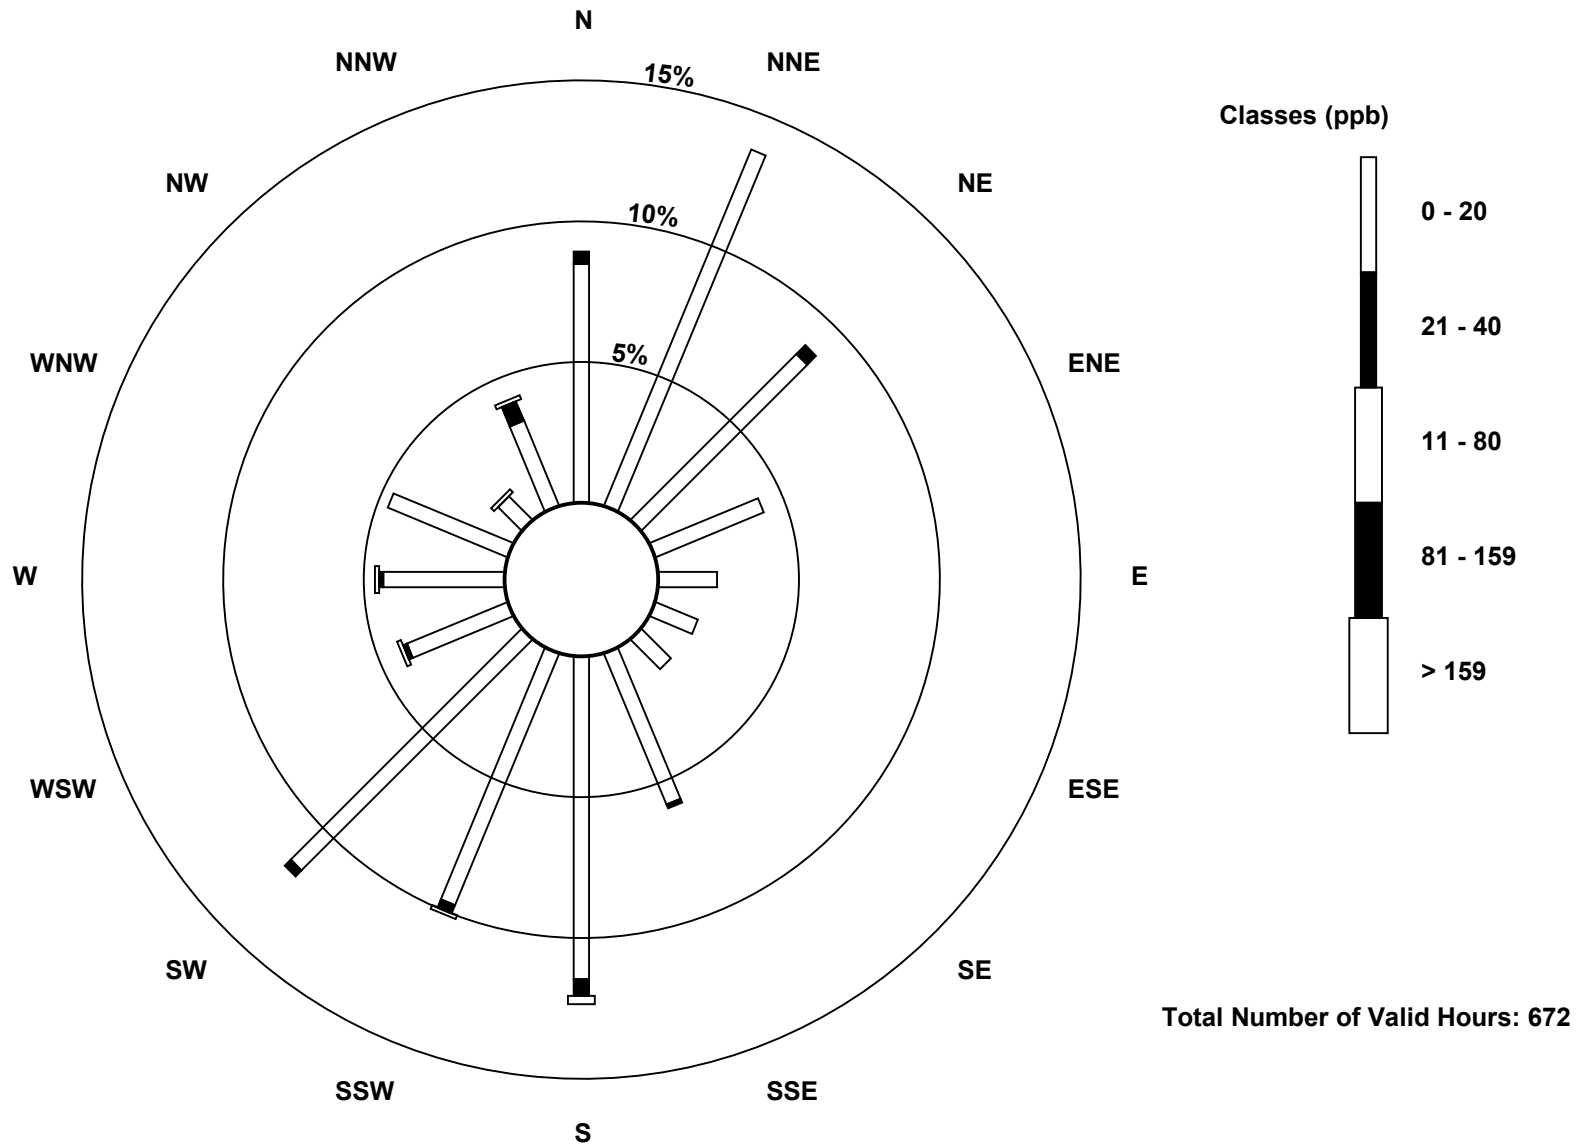 N
NNW
NNE
15%
Classes (ppb)
NW
NE
0 - 20
10%
21 - 40
5%
WNW
ENE
11 - 80
81 - 159
W
E
> 159
WSW
ESE
SW
SE
Total Number of Valid Hours: 672
SSW
SSE
S